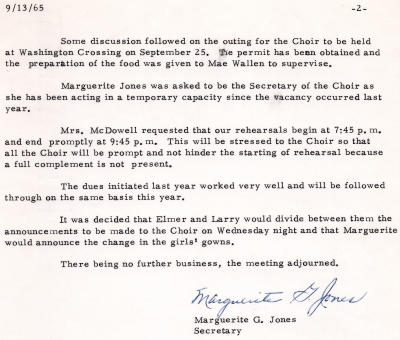 9/13/65 -2-
Some discussion followed on the outing for the Choir to be held
at Washington Crossing on September 25. The permit has been obtained and
the preparation of the food was given to Mae Wallen to supervise.
Marguerite Jones was asked to be the Secretary of the Choir as
she has been acting in a temporary capacity since the vacancy occurred last
year.
Mrs. McDowell requested that our rehearsals begin at 7:45 p.m.
and end promptly at 9:45 p.m. This will be stressed to the Choir so that
all the Choir will be prompt and not hinder the starting of rehearsal because
a full complement is not present.
The dues initiated last year worked very well and will be followed
through on the same basis this year.
It was decided that Elmer and Larry would divide between them the
announcements to be made to the Choir on Wednesday night and that Marguerite
would announce the change in the girls' gowns.
There being no further business, the meeting adjourned.
Marguerite G. Jones
Marguerite G. Jones
Secretary